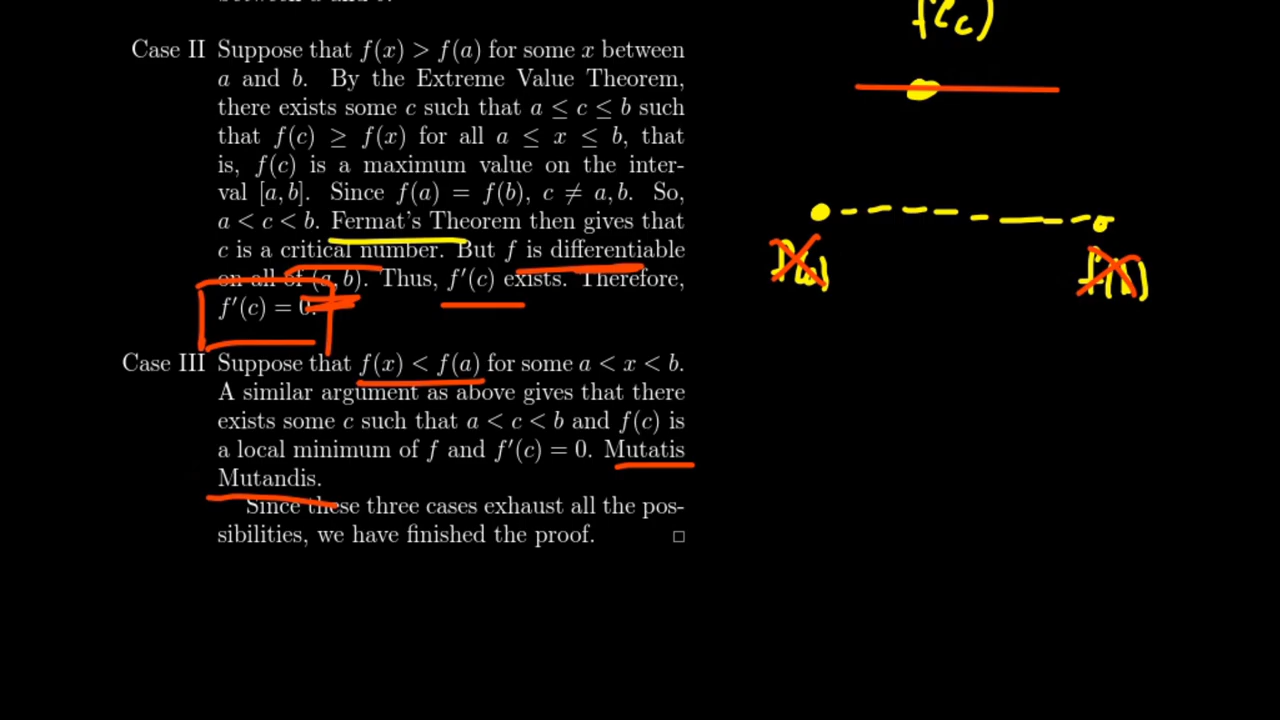 Case II Suppose that f(x) > f(a) for some x between
a and b. By the Extreme Value Theorem,
there exists some c such that a ≤ c ≤ b such
that f(c) ≥ f(x) for all a ≤ x ≤ b, that
is, f(c) is a maximum value on the inter-
val [a, b]. Since f(a) = f(b), c ≠ a, b. So,
a < c < b. Fermat's Theorem then gives that
c is a critical number. But f is differentiable
on all of (a, b). Thus, f′(c) exists. Therefore,
f′(c) = 0.
Case III Suppose that f(x) < f(a) for some a < x < b.
A similar argument as above gives that there
exists some c such that a < c < b and f(c) is
a local minimum of f and f′(c) = 0. Mutatis
Mutandis.
Since these three cases exhaust all the pos-
sibilities, we have finished the proof. □
f(a)
f(b)